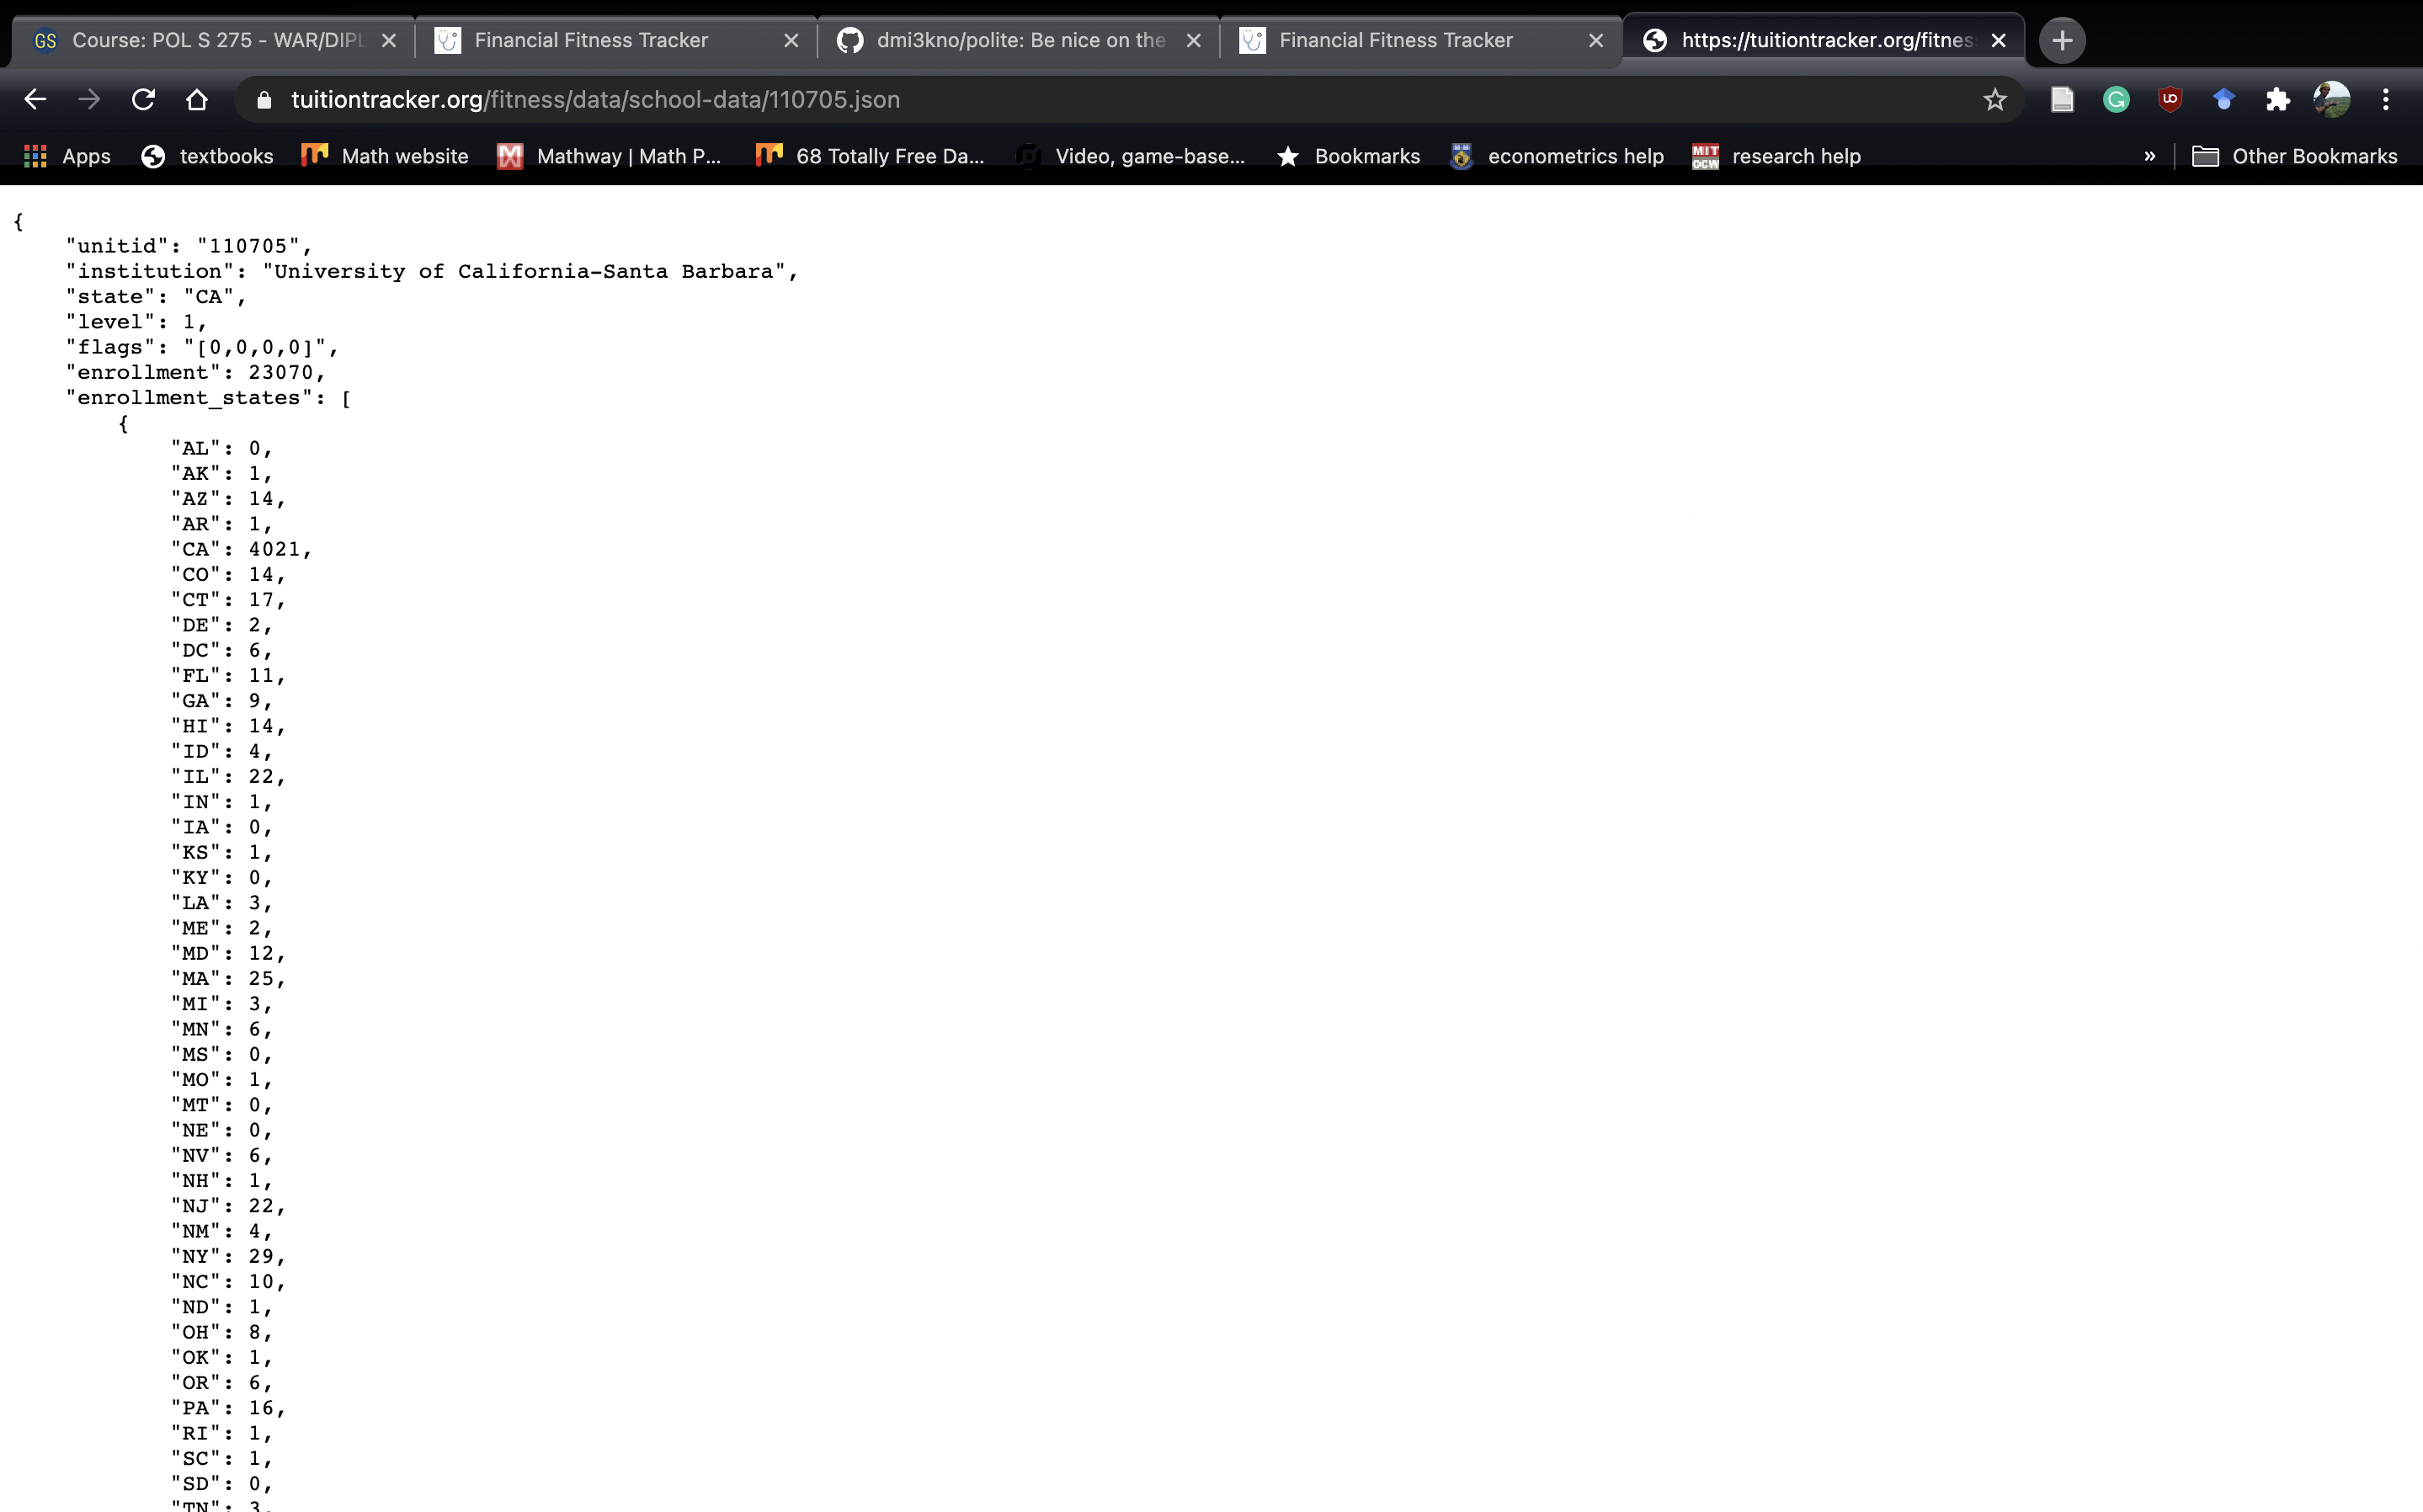 GS Course: POL S 275 - WAR/DIPL
Financial Fitness Tracker
dmi3kno/polite: Be nice on the
Financial Fitness Tracker
https://tuitiontracker.org/fitness
tuitiontracker.org/fitness/data/school-data/110705.json
Apps
textbooks
Math website
Mathway | Math P...
68 Totally Free Da...
Video, game-base...
Bookmarks
econometrics help
MIT OCW
research help
»
Other Bookmarks
{
"unitid": "110705",
"institution": "University of California-Santa Barbara",
"state": "CA",
"level": 1,
"flags": "[0,0,0,0]",
"enrollment": 23070,
"enrollment_states": [
{
"AL": 0,
"AK": 1,
"AZ": 14,
"AR": 1,
"CA": 4021,
"CO": 14,
"CT": 17,
"DE": 2,
"DC": 6,
"FL": 11,
"GA": 9,
"HI": 14,
"ID": 4,
"IL": 22,
"IN": 1,
"IA": 0,
"KS": 1,
"KY": 0,
"LA": 3,
"ME": 2,
"MD": 12,
"MA": 25,
"MI": 3,
"MN": 6,
"MS": 0,
"MO": 1,
"MT": 0,
"NE": 0,
"NV": 6,
"NH": 1,
"NJ": 22,
"NM": 4,
"NY": 29,
"NC": 10,
"ND": 1,
"OH": 8,
"OK": 1,
"OR": 6,
"PA": 16,
"RI": 1,
"SC": 1,
"SD": 0,
"TN": 3,